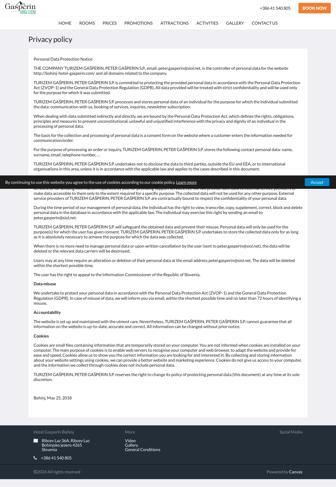 Gašperin
+386 41 540 805
HOME ROOMS PRICES PROMOTIONS ATTRACTIONS ACTIVITIES GALLERY CONTACT US
Privacy policy
Personal Data Protection Notice
THE COMPANY TURIZEM GAŠPERIN, PETER GAŠPERIN S.P., email: peter.gasperin@siol.net, is the controller of personal data for the website
http://bohinj-hotel-gasperin.com/ and all domains related to the company.
TURIZEM GAŠPERIN, PETER GAŠPERIN S.P. is committed to protecting the provided personal data in accordance with the Personal Data Protection
Act (ZVOP-1) and the General Data Protection Regulation (GDPR). All data provided will be treated with strict confidentiality and will be used only
for the purpose for which it was submitted.
TURIZEM GAŠPERIN, PETER GAŠPERIN S.P. processes and stores personal data of an individual for the purpose for which the individual submitted
the data: communication with us, booking of services, inquiries, newsletter subscription.
When dealing with data submitted indirectly and directly, we are bound by the Personal Data Protection Act, which defines the rights, obligations,
principles and measures to prevent unconstitutional, unlawful and unjustified interference with the privacy and dignity of an individual in the
processing of personal data.
The basis for the collection and processing of personal data is a consent form on the website where a customer enters the information needed for
communication/order.
For the purpose of processing an order or inquiry, TURIZEM GAŠPERIN, PETER GAŠPERIN S.P. stores the following contact personal data: name,
surname, email, telephone number...
TURIZEM GAŠPERIN, PETER GAŠPERIN S.P. undertakes not to disclose the data to third parties, outside the EU and EEA, or to international
organisations in this area, unless it is in accordance with the applicable law and applies to the cases described in this document.
By continuing to use this website you agree to the use of cookies according to our cookie policy. Learn more Accept
make data accessible to them only to the extent required for a specific purpose. The authorized person may not use data for any other purposes. External
service providers of TURIZEM GAŠPERIN, PETER GAŠPERIN S.P. are contractually bound to respect the confidentiality of your personal data.
During the time period of our management of personal data, the individual has the right to view, transcribe, copy, supplement, correct, block and delete
personal data in the database in accordance with the applicable law. The individual may exercise this right by sending an email to
peter.gasperin@siol.net.
TURIZEM GAŠPERIN, PETER GAŠPERIN S.P. will safeguard the obtained data and prevent their misuse. Personal data will only be used for the
purpose(s) for which consent was given. TURIZEM GAŠPERIN, PETER GAŠPERIN S.P. undertakes to store the collected data only for as long
as it is absolutely necessary to achieve the purpose for which the data was collected.
When there is no more need to manage personal data or upon written cancellation by the user (sent to peter.gasperin@siol.net), the data will be
deleted or the relevant data carriers will be destroyed.
Users may at any time require an alteration or deletion of their personal data at the email address peter.gasperin@siol.net. The data will be deleted
within the shortest possible time.
The user has the right to appeal to the Information Commissioner of the Republic of Slovenia.
Data misuse
We undertake to protect your personal data in accordance with the Personal Data Protection Act (ZVOP-1) and the General Data Protection
Regulation (GDPR). In case of misuse of data, we will inform you via email, within the shortest possible time and no later than 72 hours of identifying a
misuse.
Accountability
The website is set up and maintained with the utmost care. Nevertheless, TURIZEM GAŠPERIN, PETER GAŠPERIN S.P. cannot guarantee that all
information on the website is up-to-date, accurate and correct. All information can be changed without prior notice.
Cookies
Cookies are small files containing information that are temporarily stored on your computer. You are not informed when cookies are installed on your
computer. The main purpose of cookies is to enable web servers to recognise your computer and web browser, to adapt the website and provide for
easy and speed. Cookies allow us to show you the correct information you are looking for and interested in. By collecting and storing information
about your website settings using cookies, we can provide a better website and marketing experience. Cookies do not give us access to your computer,
and the information we collect through cookies does not include personal data.
TURIZEM GAŠPERIN, PETER GAŠPERIN S.P. reserves the right to change its policy of protecting personal data (this document) at any time at its sole
discretion.
Bohinj, May 25, 2018
Hotel Gasperin Bohinj More Social Media
Ribcev Laz 36A, Ribcev Laz
Bohinjsko jezero 4265
Slovenia
+386 41 540 805
Video
Gallery
General Conditions
©2026 All rights reserved Powered by Canvas